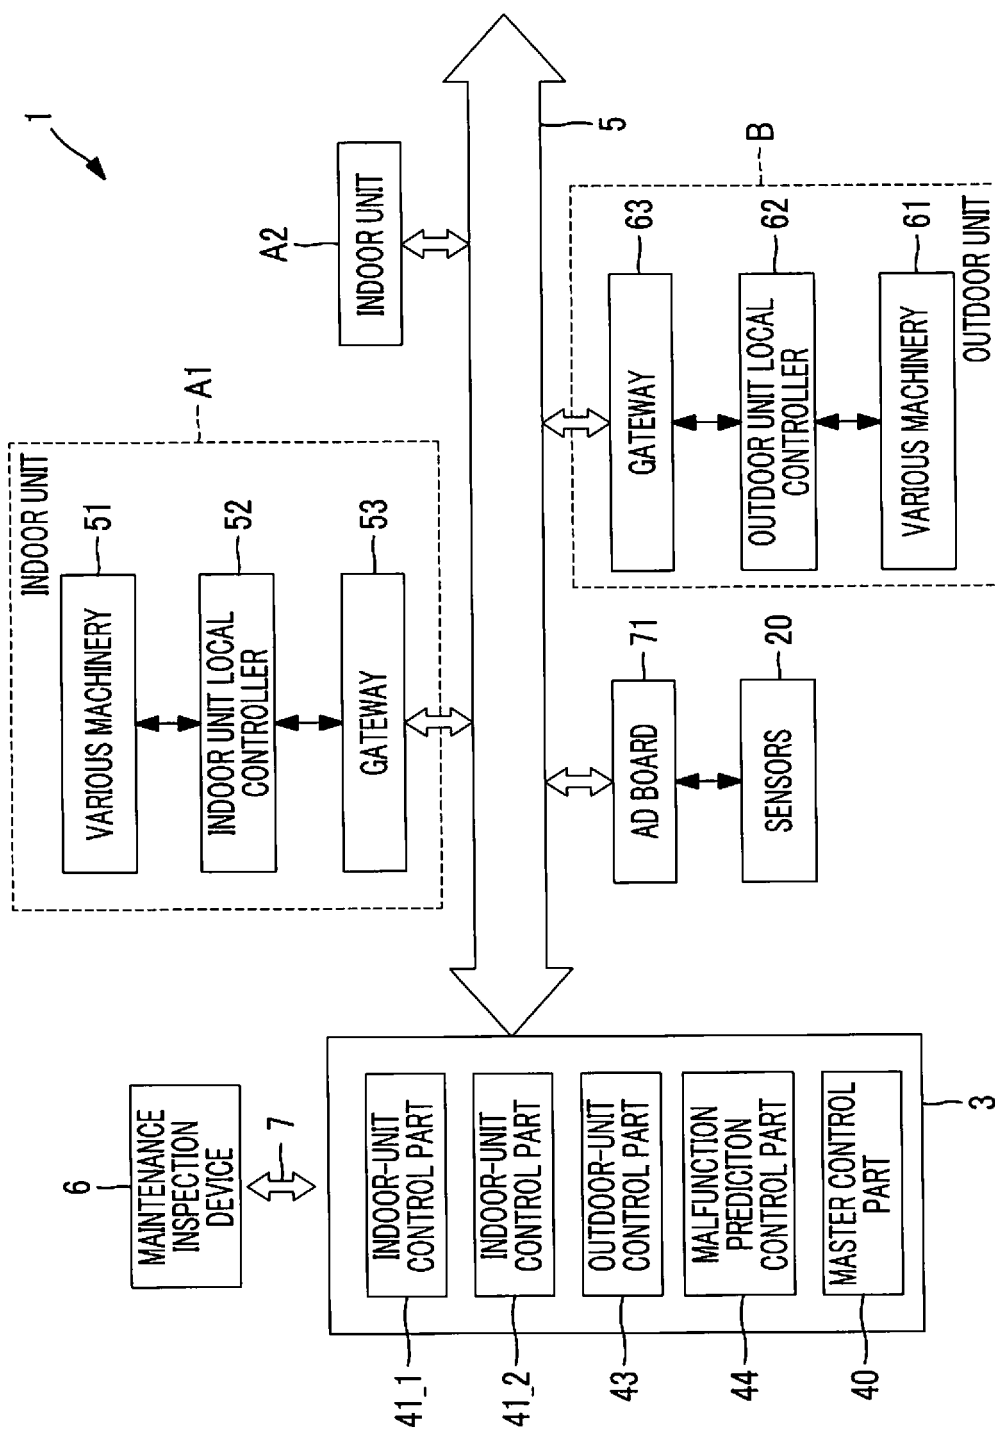 1
6
MAINTENANCE
INSPECTION
DEVICE
7
INDOOR-UNIT
CONTROL PART
41_1
INDOOR-UNIT
CONTROL PART
41_2
OUTDOOR-UNIT
CONTROL PART
43
MALFUNCTION
PREDICITON
CONTROL PART
44
MASTER CONTROL
PART
40
3
INDOOR UNIT
A1
VARIOUS MACHINERY
51
INDOOR UNIT LOCAL
CONTROLLER
52
GATEWAY
53
A2
INDOOR UNIT
5
AD BOARD
71
SENSORS
20
B
GATEWAY
63
OUTDOOR UNIT LOCAL
CONTROLLER
62
VARIOUS MACHINERY
61
OUTDOOR UNIT